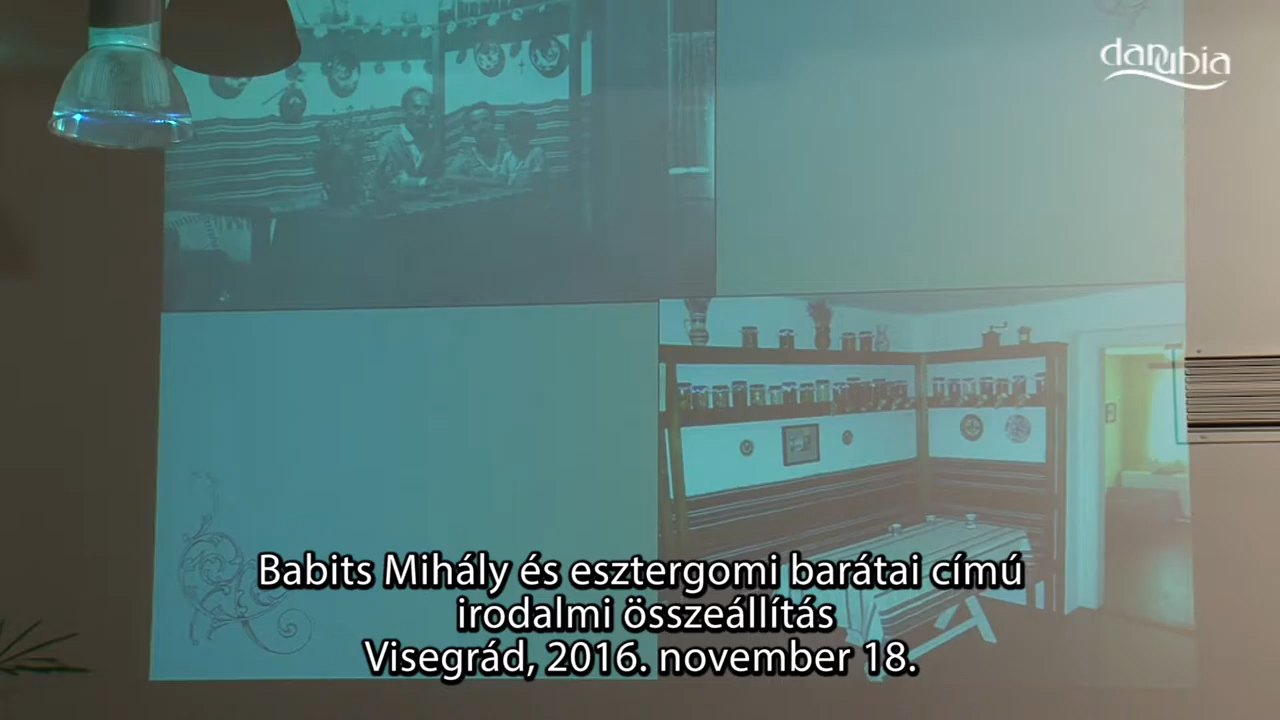 danubia
Babits Mihály és esztergomi barátai című
irodalmi összeállítás
Visegrád, 2016. november 18.